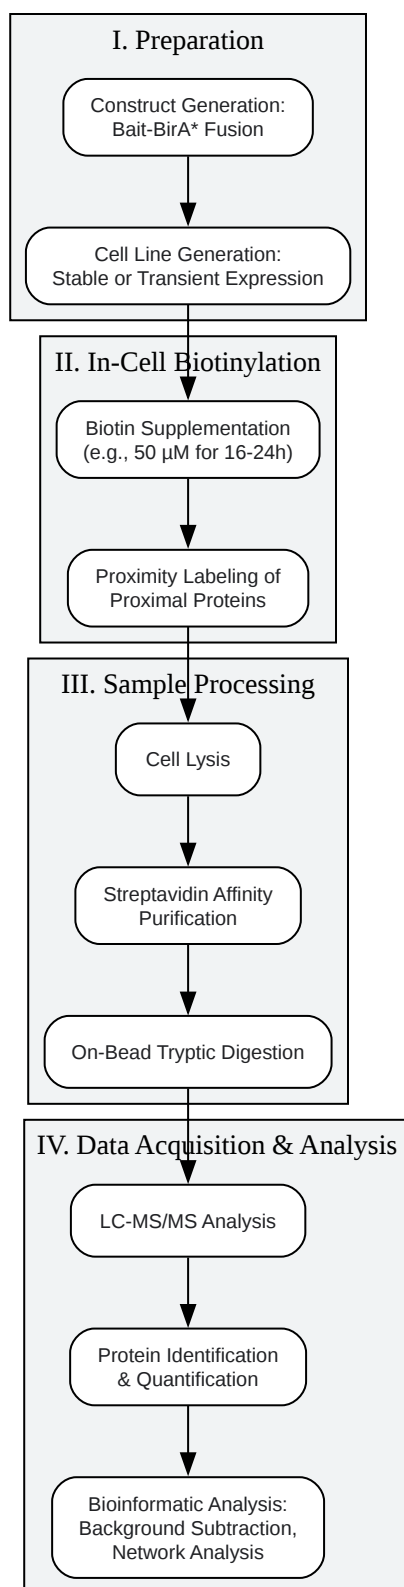 I. Preparation
Construct Generation:
Bait-BirA* Fusion
Cell Line Generation:
Stable or Transient Expression
II. In-Cell Biotinylation
Biotin Supplementation
(e.g., 50 µM for 16-24h)
Proximity Labeling of
Proximal Proteins
III. Sample Processing
Cell Lysis
Streptavidin Affinity
Purification
On-Bead Tryptic Digestion
IV. Data Acquisition & Analysis
LC-MS/MS Analysis
Protein Identification
& Quantification
Bioinformatic Analysis:
Background Subtraction,
Network Analysis